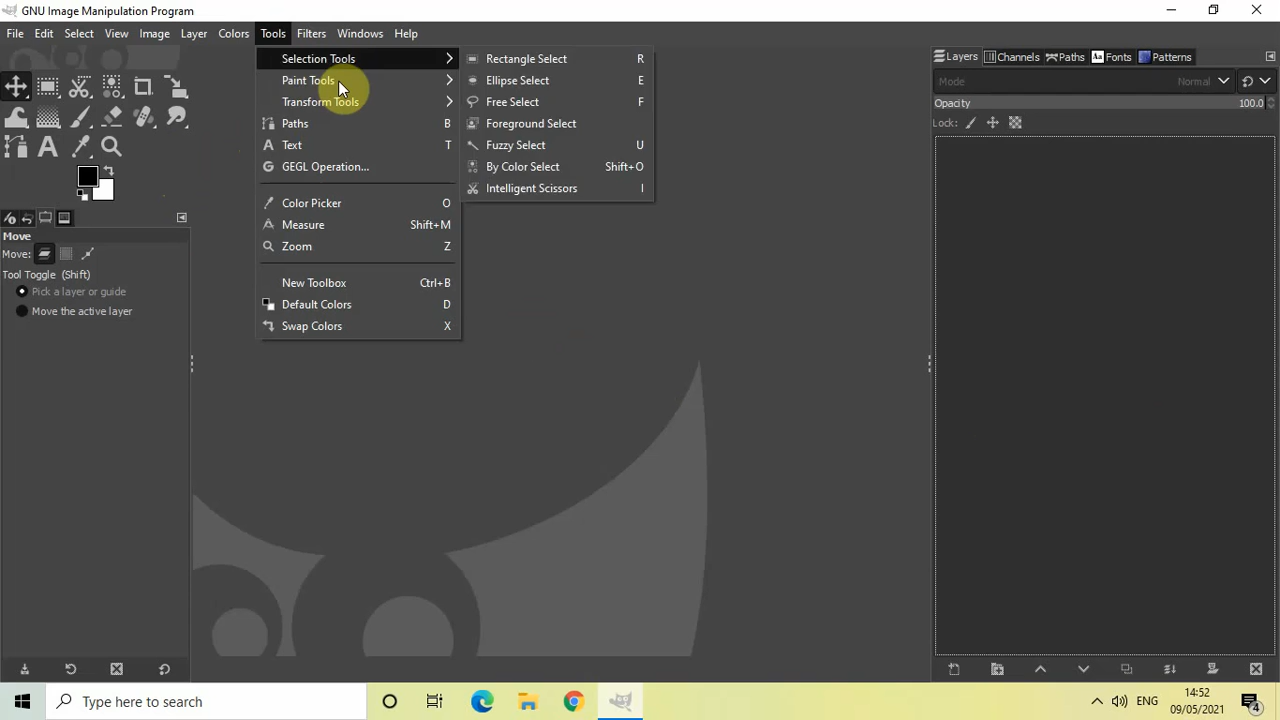 GNU Image Manipulation Program
File Edit Select View Image Layer Colors Tools Filters Windows Help
Selection Tools
Paint Tools
Transform Tools
Paths B
Text T
GEGL Operation...
Color Picker O
Measure Shift+M
Zoom Z
New Toolbox Ctrl+B
Default Colors D
Swap Colors X
Rectangle Select R
Ellipse Select E
Free Select F
Foreground Select
Fuzzy Select U
By Color Select Shift+O
Intelligent Scissors I
Move
Move:
Tool Toggle (Shift)
Pick a layer or guide
Move the active layer
Layers Channels Paths Fonts Patterns
Mode Normal
Opacity 100.0
Lock:
Type here to search
ENG
14:52
09/05/2021
4